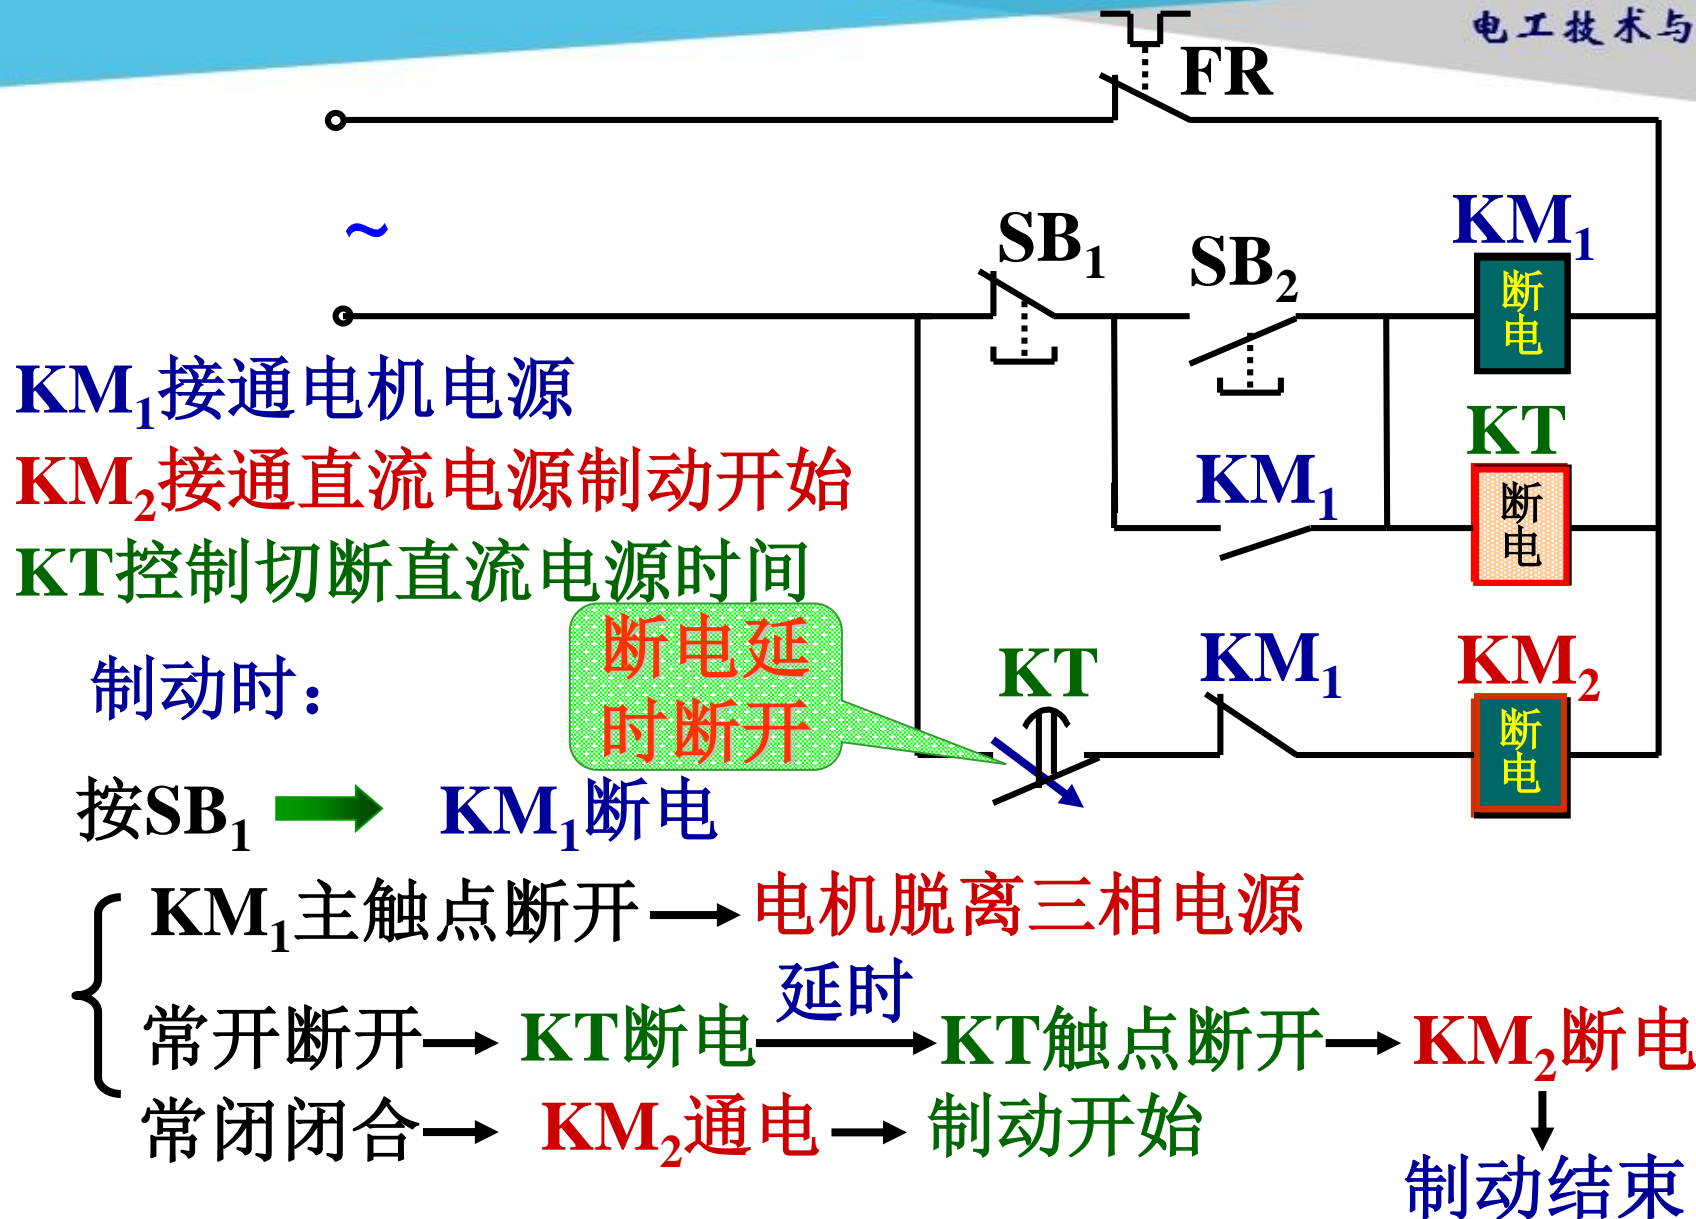 电工技术与
FR
~
SB1
SB2
KM1
断电
KM1接通电机电源
KT
KM2接通直流电源制动开始
KM1
断电
KT控制切断直流电源时间
断电延
时断开
制动时：
KT
KM1
KM2
断电
按SB1 KM1断电
KM1主触点断开 电机脱离三相电源
延时
常开断开 KT断电 KT触点断开 KM2断电
常闭闭合 KM2通电 制动开始
制动结束